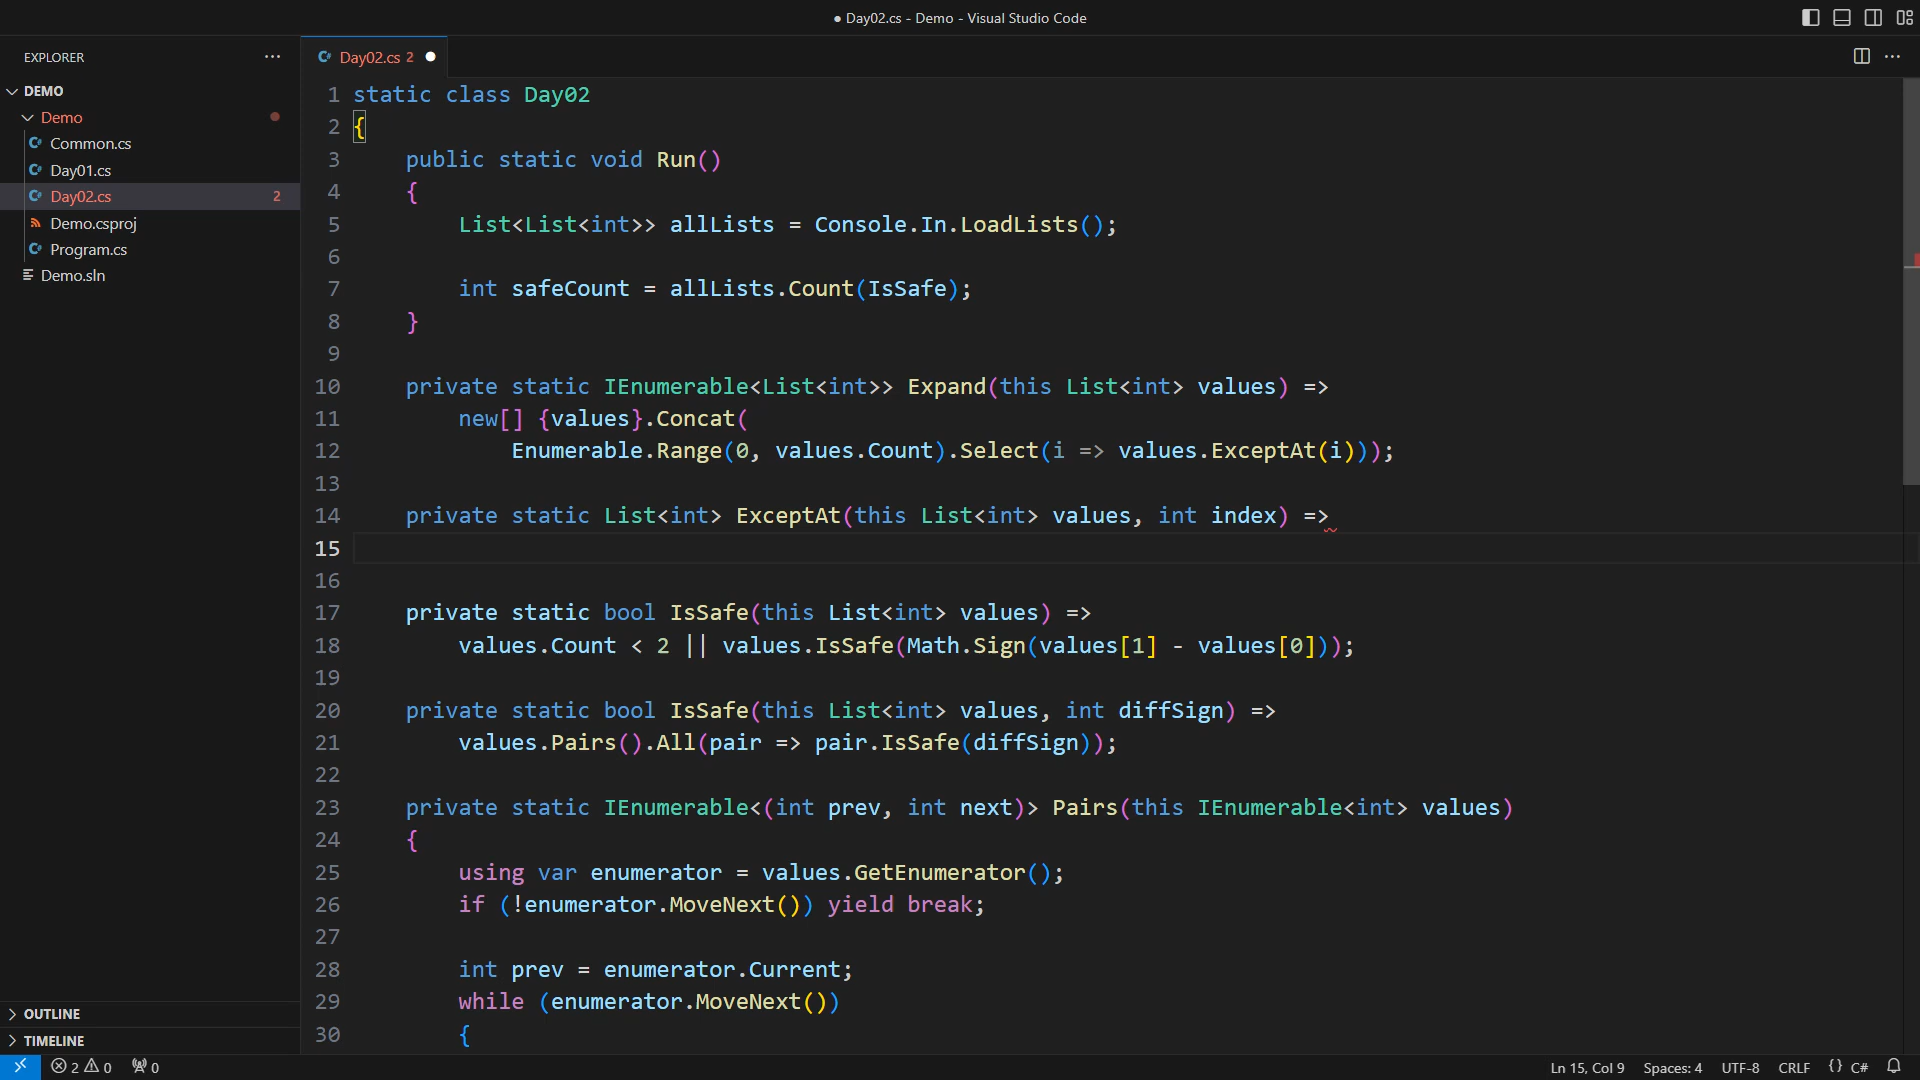 ● Day02.cs - Demo - Visual Studio Code
EXPLORER
DEMO
Demo
Common.cs
Day01.cs
Day02.cs 2
Demo.csproj
Program.cs
Demo.sln
OUTLINE
TIMELINE
Day02.cs 2
1 static class Day02
2 {
3 public static void Run()
4 {
5 List<List<int>> allLists = Console.In.LoadLists();
6
7 int safeCount = allLists.Count(IsSafe);
8 }
9
10 private static IEnumerable<List<int>> Expand(this List<int> values) =>
11 new[] {values}.Concat(
12 Enumerable.Range(0, values.Count).Select(i => values.ExceptAt(i)));
13
14 private static List<int> ExceptAt(this List<int> values, int index) =>
15
16
17 private static bool IsSafe(this List<int> values) =>
18 values.Count < 2 || values.IsSafe(Math.Sign(values[1] - values[0]));
19
20 private static bool IsSafe(this List<int> values, int diffSign) =>
21 values.Pairs().All(pair => pair.IsSafe(diffSign));
22
23 private static IEnumerable<(int prev, int next)> Pairs(this IEnumerable<int> values)
24 {
25 using var enumerator = values.GetEnumerator();
26 if (!enumerator.MoveNext()) yield break;
27
28 int prev = enumerator.Current;
29 while (enumerator.MoveNext())
30 {
2 0 0 Ln 15, Col 9 Spaces: 4 UTF-8 CRLF {} C#